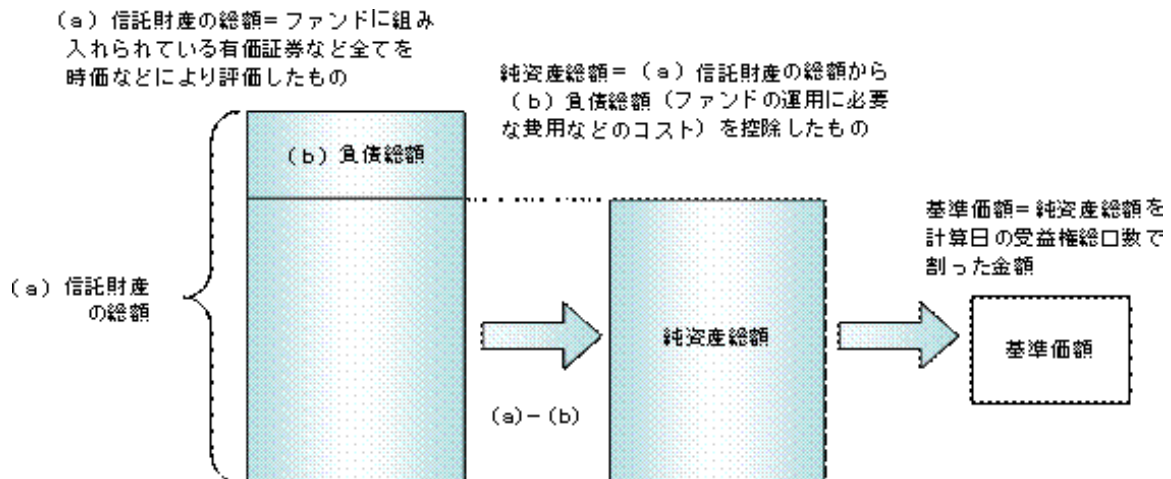 (a) 信託財産の総額=ファンドに組み
入れられている有価証券など全てを
時価などにより評価したもの
純資産総額=(a) 信託財産の総額から
(b) 負債総額(ファンドの運用に必要
な費用などのコスト)を控除したもの
(b) 負債総額
基準価額=純資産総額を
計算日の受益権総口数で
割った金額
(a) 信託財産
の総額
純資産総額
基準価額
(a)-(b)